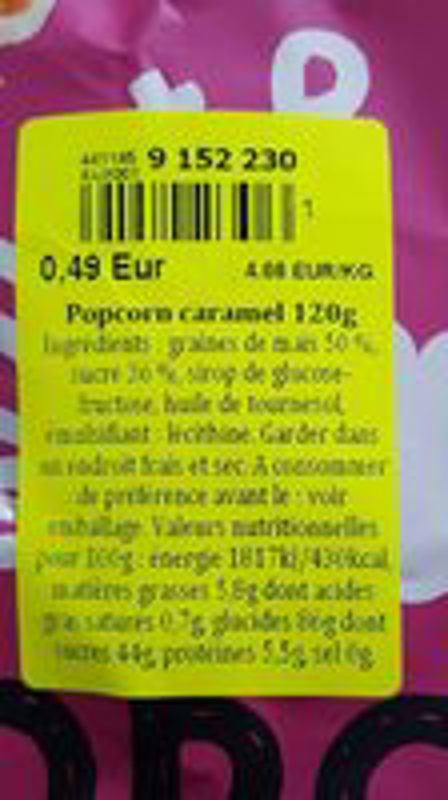 9 152 230
1
0,49 Eur 4.08 EUR/KG
Popcorn caramel 120g
Ingrédients : graines de maïs 50 %,
sucre 36 %, sirop de glucose-
fructose, huile de tournesol,
émulsifiant : lécithine. Garder dans
un endroit frais et sec. A consommer
de préférence avant le : voir
emballage. Valeurs nutritionnelles
pour 100g : énergie 1817kJ/430kcal,
matières grasses 5,8g dont acides
gras saturés 0,7g, glucides 86g dont
sucres 44g, protéines 5,5g, sel 0g.